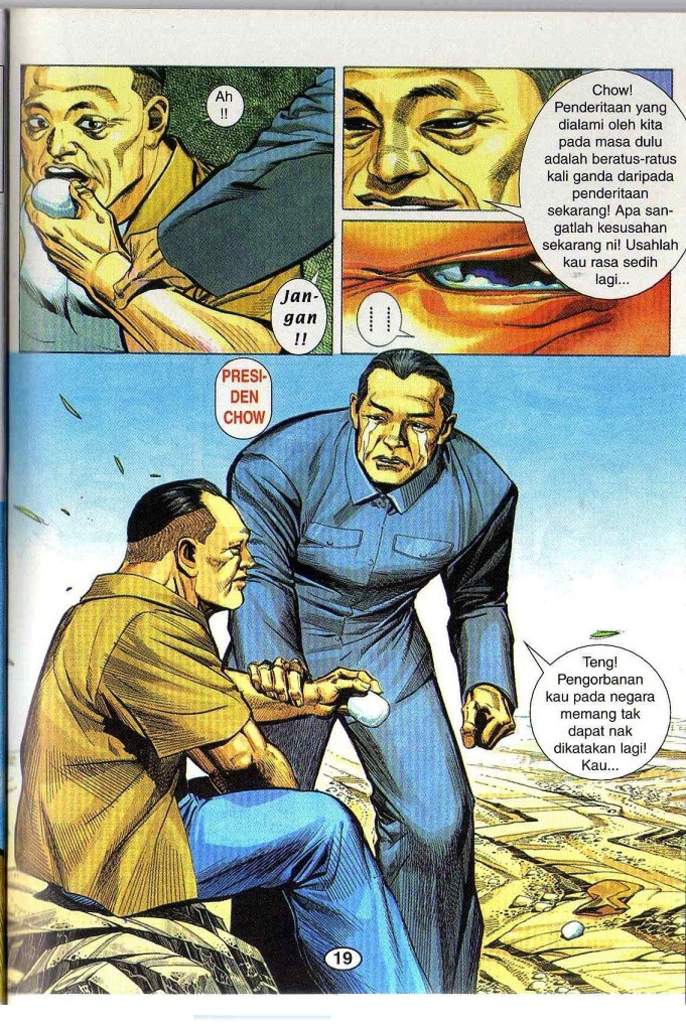 Ah
!!
Jan-
gan
!!
Chow!
Penderitaan yang
dialami oleh kita
pada masa dulu
adalah beratus-ratus
kali ganda daripada
penderitaan
sekarang! Apa san-
gatlah kesusahan
sekarang ni! Usahlah
kau rasa sedih
lagi...
PRESI-
DEN
CHOW
Teng!
Pengorbanan
kau pada negara
memang tak
dapat nak
dikatakan lagi!
Kau...
19